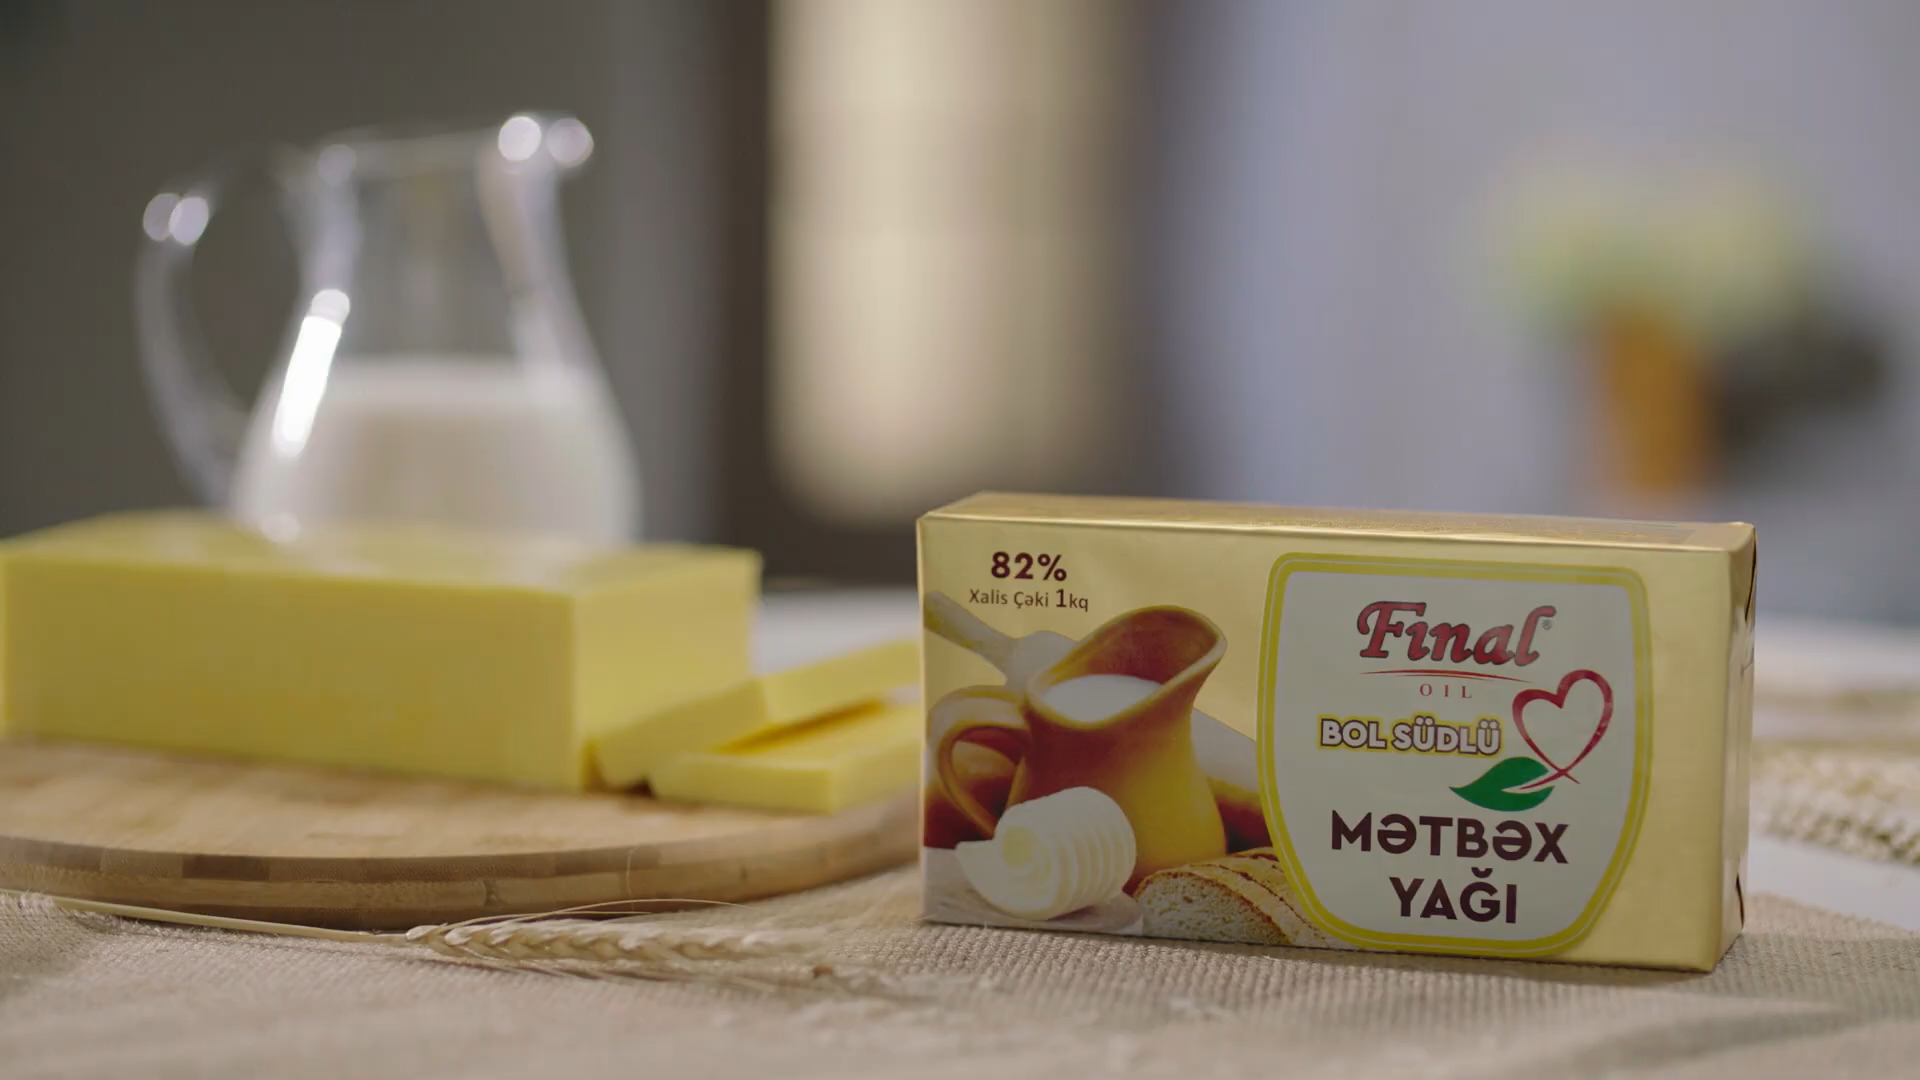 82%
Xalis Çəki 1kq
Final®
OIL
BOL SÜDLÜ
MƏTBƏX
YAĞI